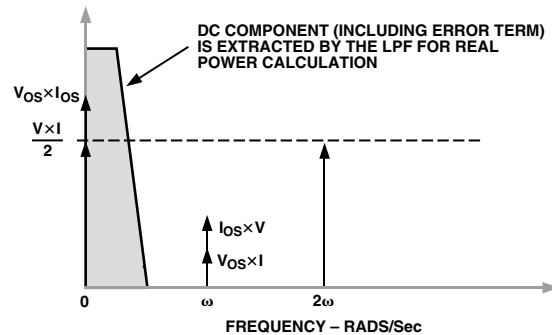 DC COMPONENT (INCLUDING ERROR TERM)
IS EXTRACTED BY THE LPF FOR REAL
POWER CALCULATION
VOS×IOS
V×I
2
IOS×V
VOS×I
0
ω
2ω
FREQUENCY – RADS/Sec